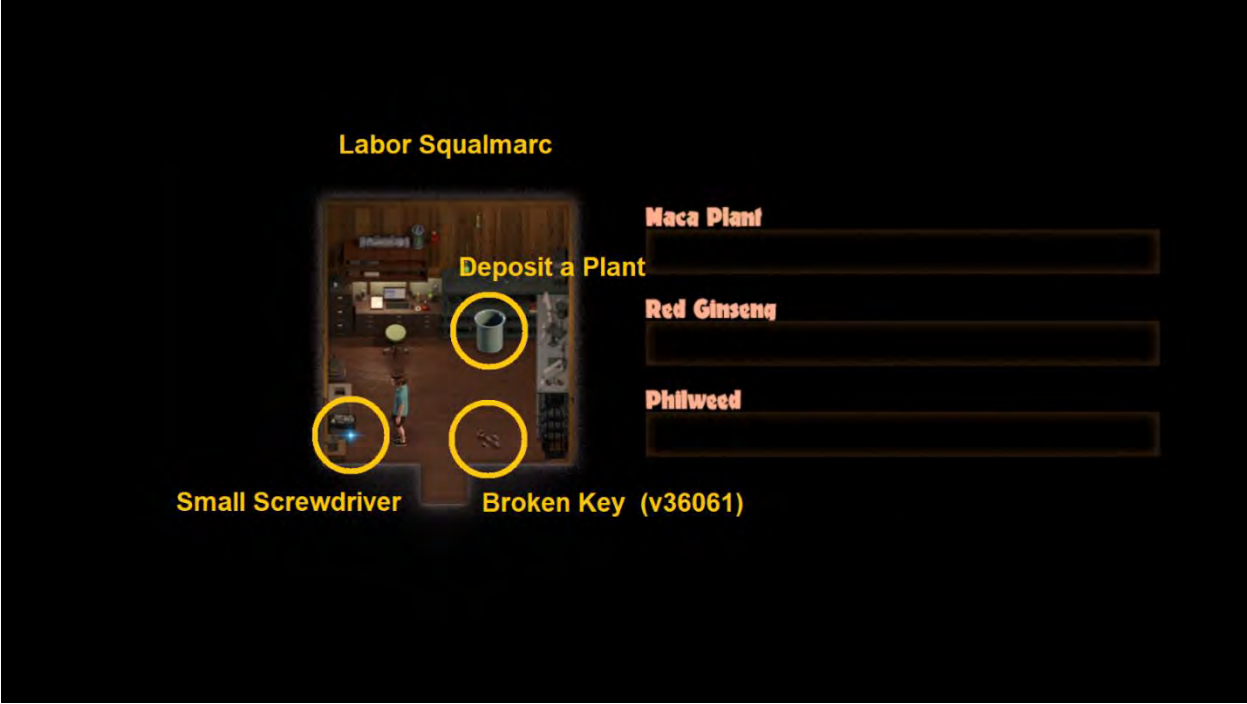 Labor Squalmarc
Maca Plant
Deposit a Plant
Red Ginseng
Philweed
Small Screwdriver
Broken Key (v36061)